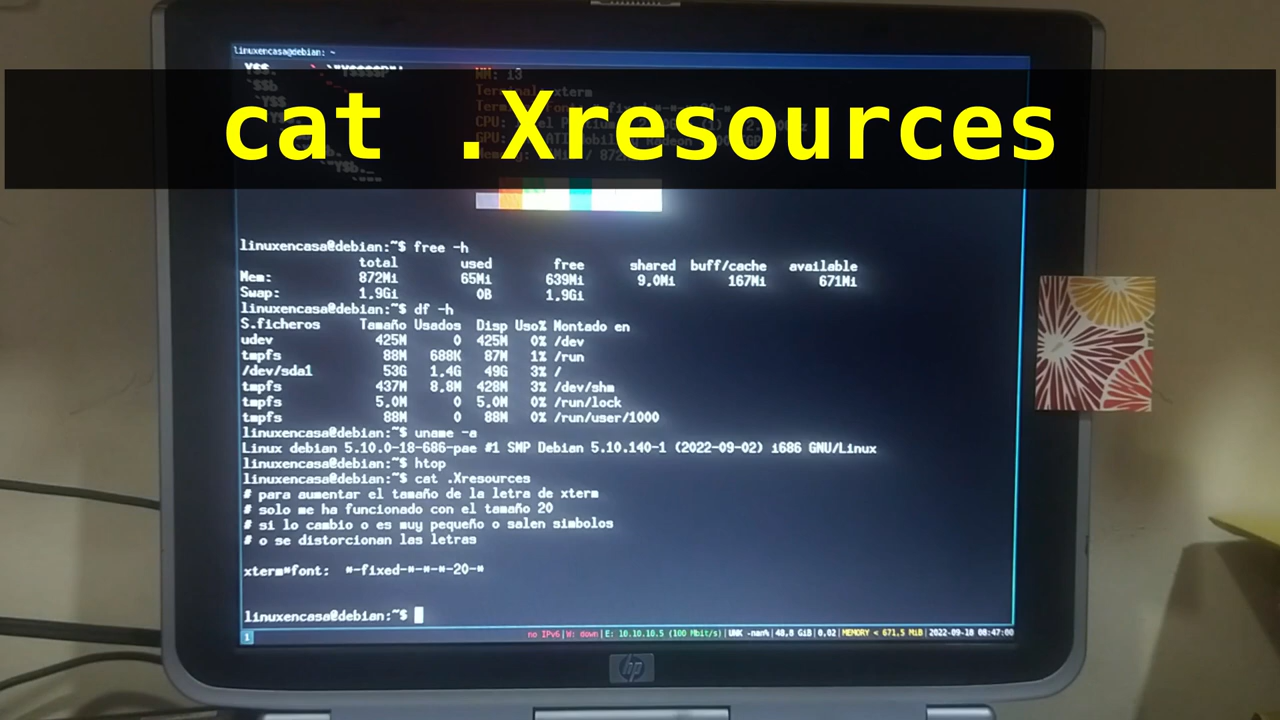 linuxencasa@debian: ~
cat .Xresources
WM: i3
linuxencasa@debian:~$ free -h
total used free shared buff/cache available
Mem: 872Mi 65Mi 639Mi 9.0Mi 167Mi 671Mi
Swap: 1.9Gi 0B 1.9Gi
linuxencasa@debian:~$ df -h
S.ficheros Tamaño Usados Disp Uso% Montado en
udev 425M 0 425M 0% /dev
tmpfs 88M 688K 87M 1% /run
/dev/sda1 53G 1.4G 49G 3% /
tmpfs 437M 8.8M 428M 3% /dev/shm
tmpfs 5.0M 0 5.0M 0% /run/lock
tmpfs 88M 0 88M 0% /run/user/1000
linuxencasa@debian:~$ uname -a
Linux debian 5.10.0-18-686-pae #1 SMP Debian 5.10.140-1 (2022-09-02) i686 GNU/Linux
linuxencasa@debian:~$ htop
linuxencasa@debian:~$ cat .Xresources
# para aumentar el tamaño de la letra de xterm
# solo me ha funcionado con el tamaño 20
# si lo cambio o es muy pequeño o salen simbolos
# o se distorcionan las letras
xterm*font: *-fixed-*-*-*-20-*
linuxencasa@debian:~$
1 no IPv6|W: down|E: 10.10.10.5 (100 Mbit/s)|UNK -nan%|48,8 GiB|0,02|MEMORY < 671,5 MiB|2022-09-18 08:47:00
hp